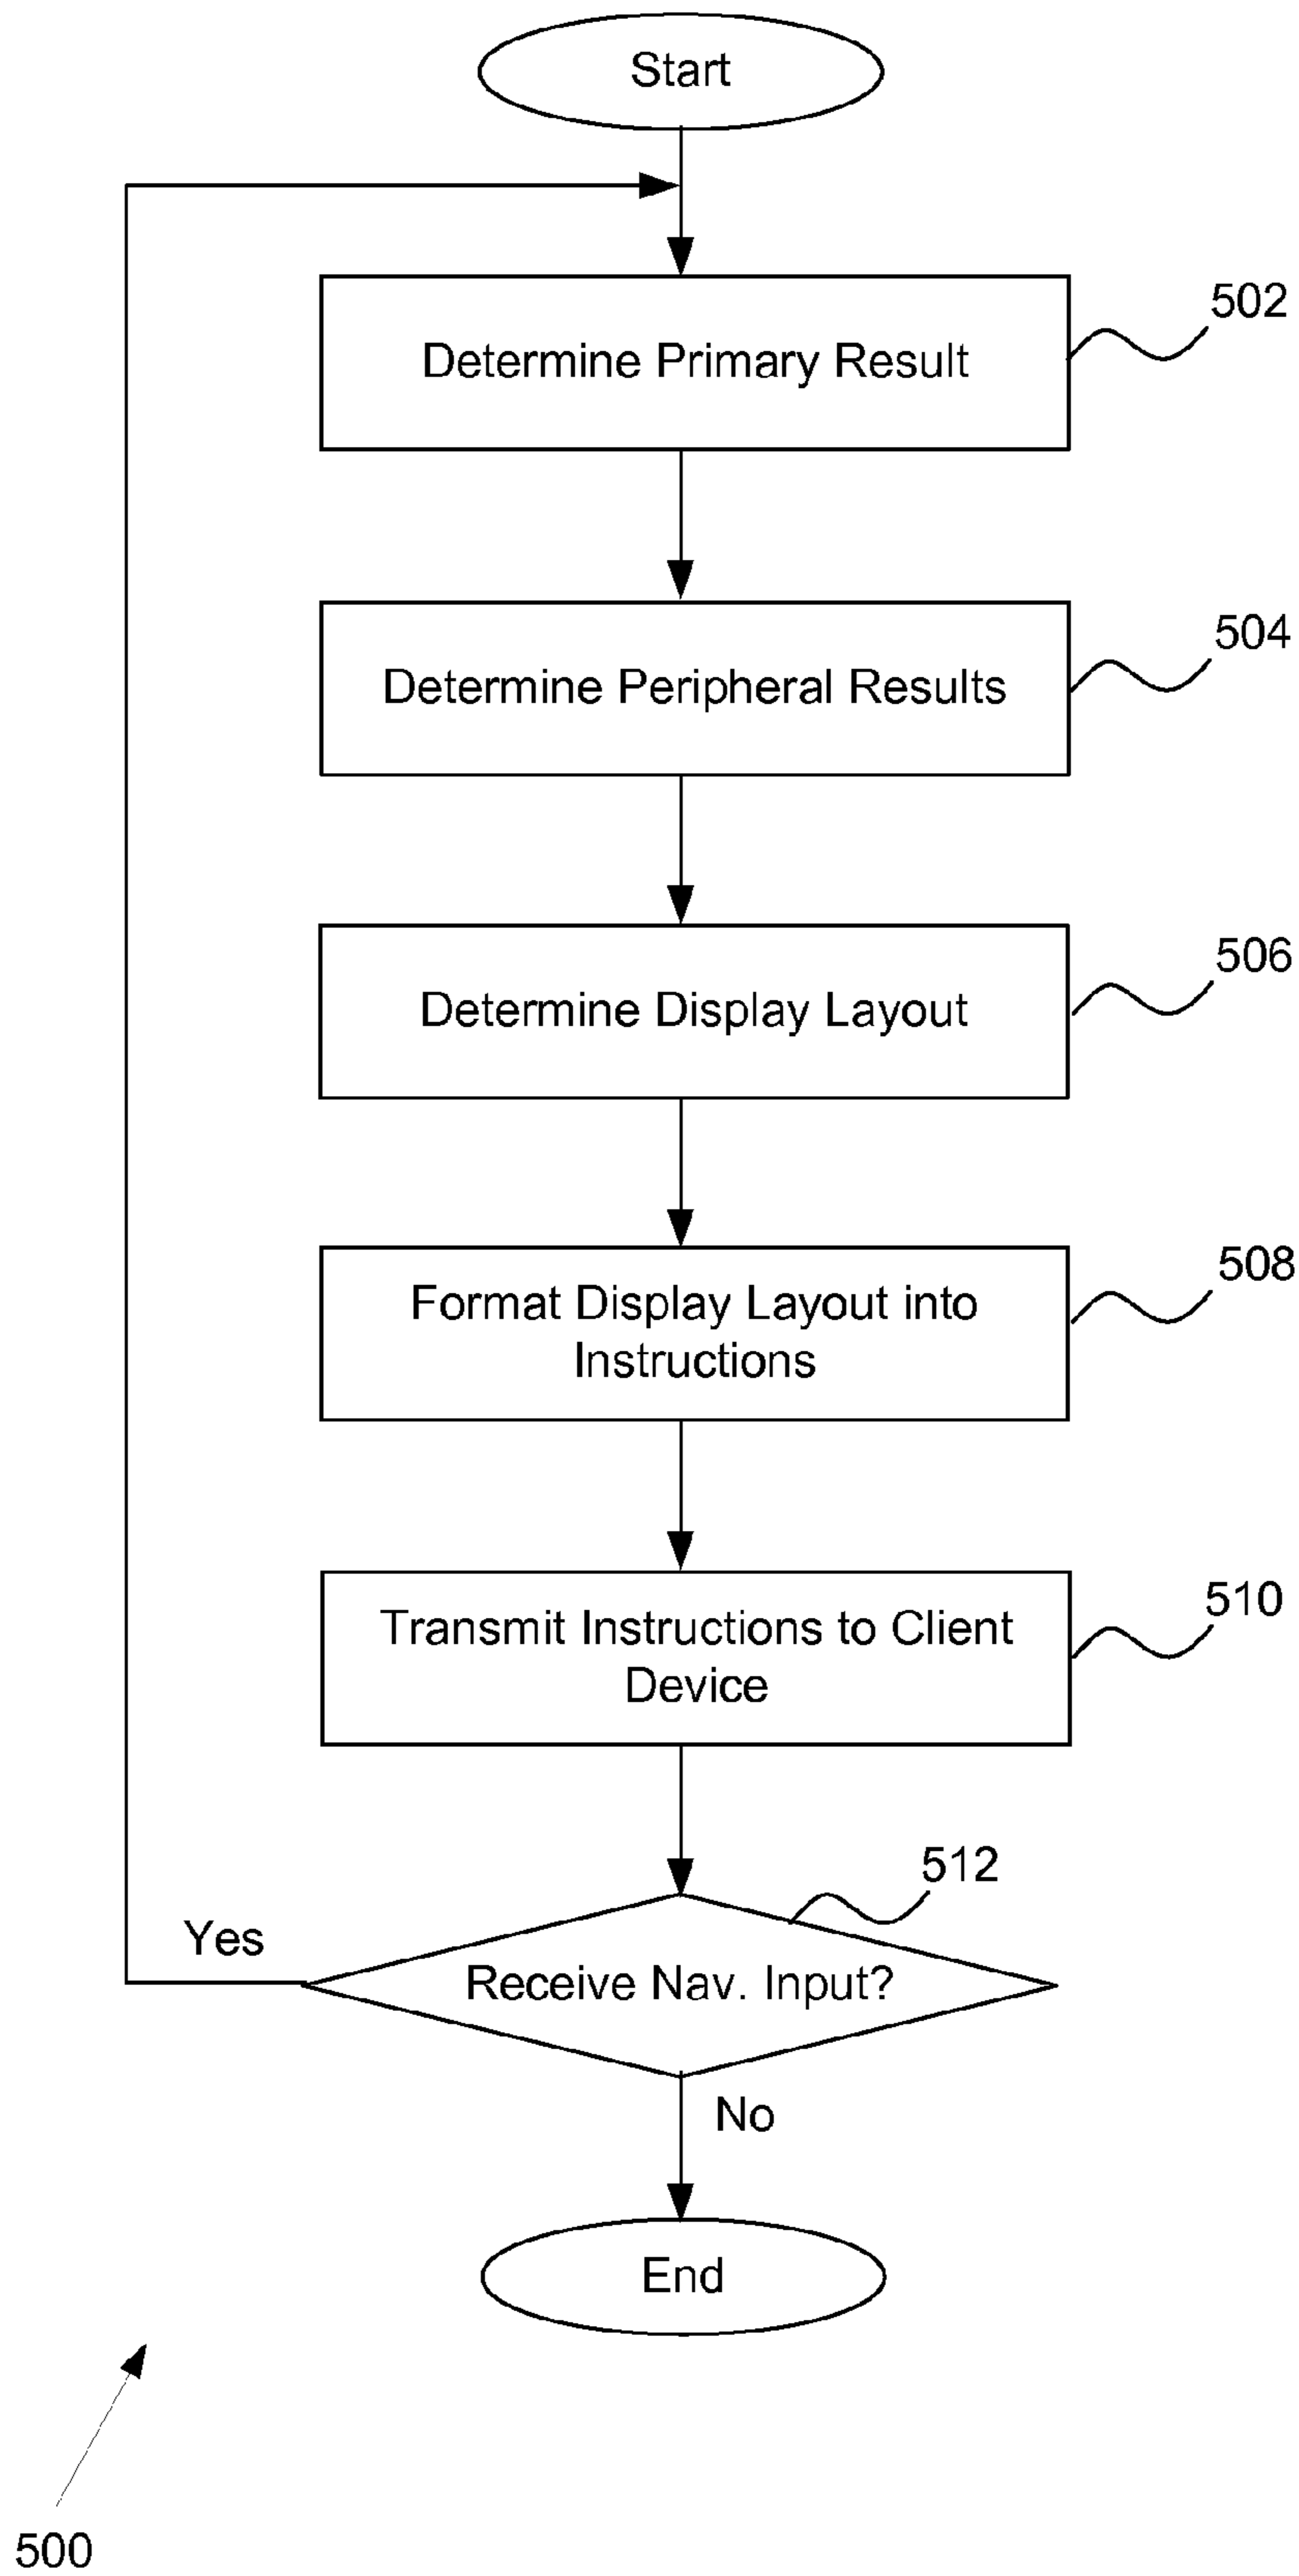 Start
Determine Primary Result
502
Determine Peripheral Results
504
Determine Display Layout
506
Format Display Layout into
Instructions
508
Transmit Instructions to Client
Device
510
512
Yes
Receive Nav. Input?
No
End
500